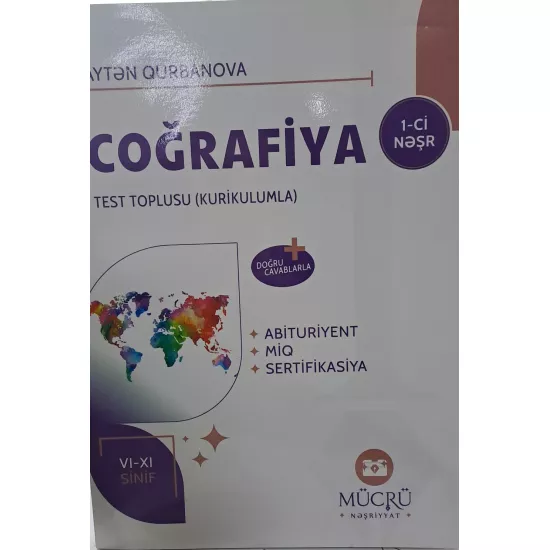 AYTƏN QURBANOVA
COĞRAFİYA
1-Cİ
NƏŞR
TEST TOPLUSU (KURİKULUMLA)
DOĞRU
CAVABLARLA
ABİTURİYENT
MİQ
SERTİFİKASİYA
VI-XI
SİNİF
MÜCRÜ
NƏŞRİYYAT